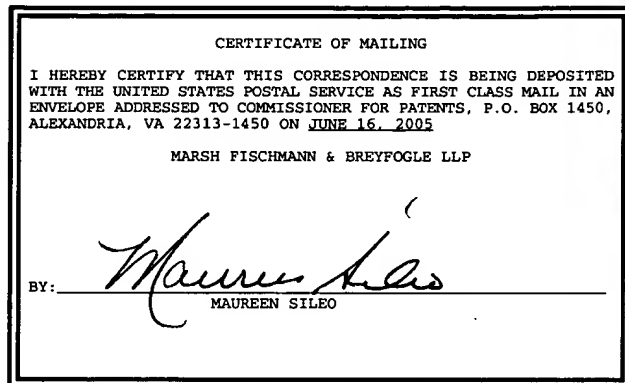 CERTIFICATE OF MAILING
I HEREBY CERTIFY THAT THIS CORRESPONDENCE IS BEING DEPOSITED
WITH THE UNITED STATES POSTAL SERVICE AS FIRST CLASS MAIL IN AN
ENVELOPE ADDRESSED TO COMMISSIONER FOR PATENTS, P.O. BOX 1450,
ALEXANDRIA, VA 22313-1450 ON JUNE 16, 2005
MARSH FISCHMANN & BREYFOGLE LLP
Maureen Sileo
BY:
MAUREEN SILEO